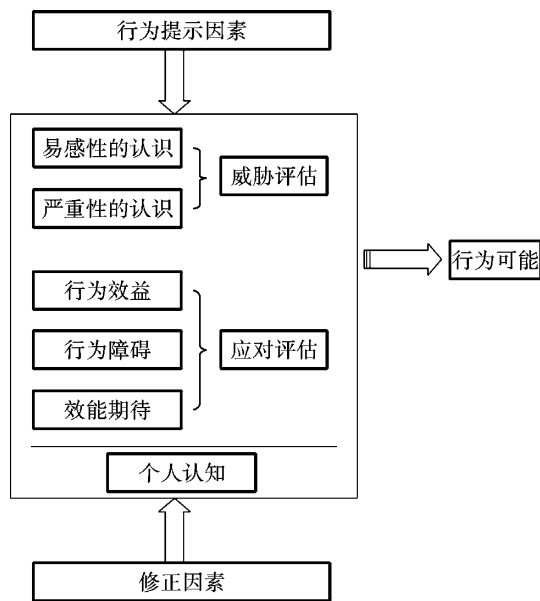 行为提示因素
易感性的认识
严重性的认识
威胁评估
行为效益
行为障碍
效能期待
应对评估
个人认知
行为可能
修正因素